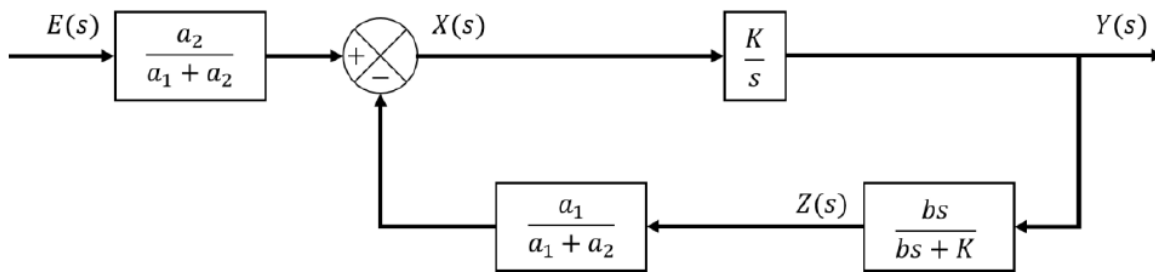 E(s)
a₂
a₁ + a₂
+
−
X(s)
K
s
Y(s)
a₁
a₁ + a₂
Z(s)
bs
bs + K